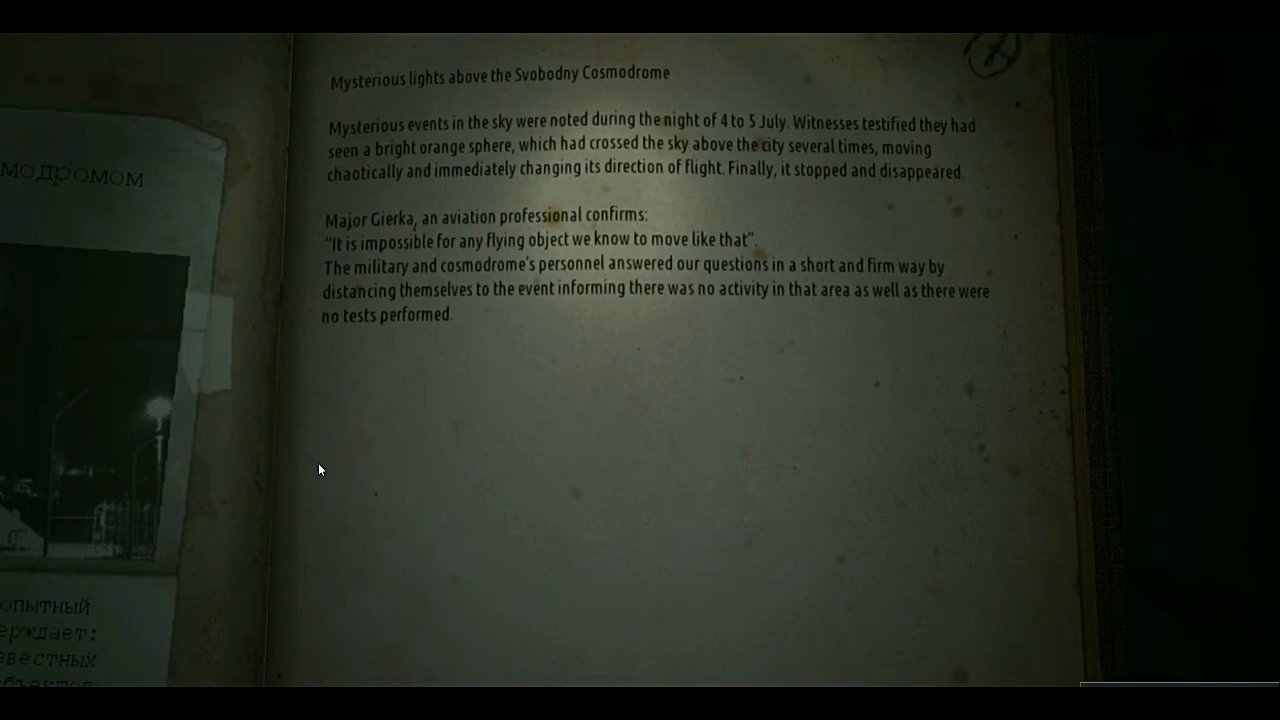 модромом
опытный
ерждает:
звестных
Mysterious lights above the Svobodny Cosmodrome
Mysterious events in the sky were noted during the night of 4 to 5 July. Witnesses testified they had
seen a bright orange sphere, which had crossed the sky above the city several times, moving
chaotically and immediately changing its direction of flight. Finally, it stopped and disappeared.
Major Gierka, an aviation professional confirms:
"It is impossible for any flying object we know to move like that".
The military and cosmodrome's personnel answered our questions in a short and firm way by
distancing themselves to the event informing there was no activity in that area as well as there were
no tests performed.